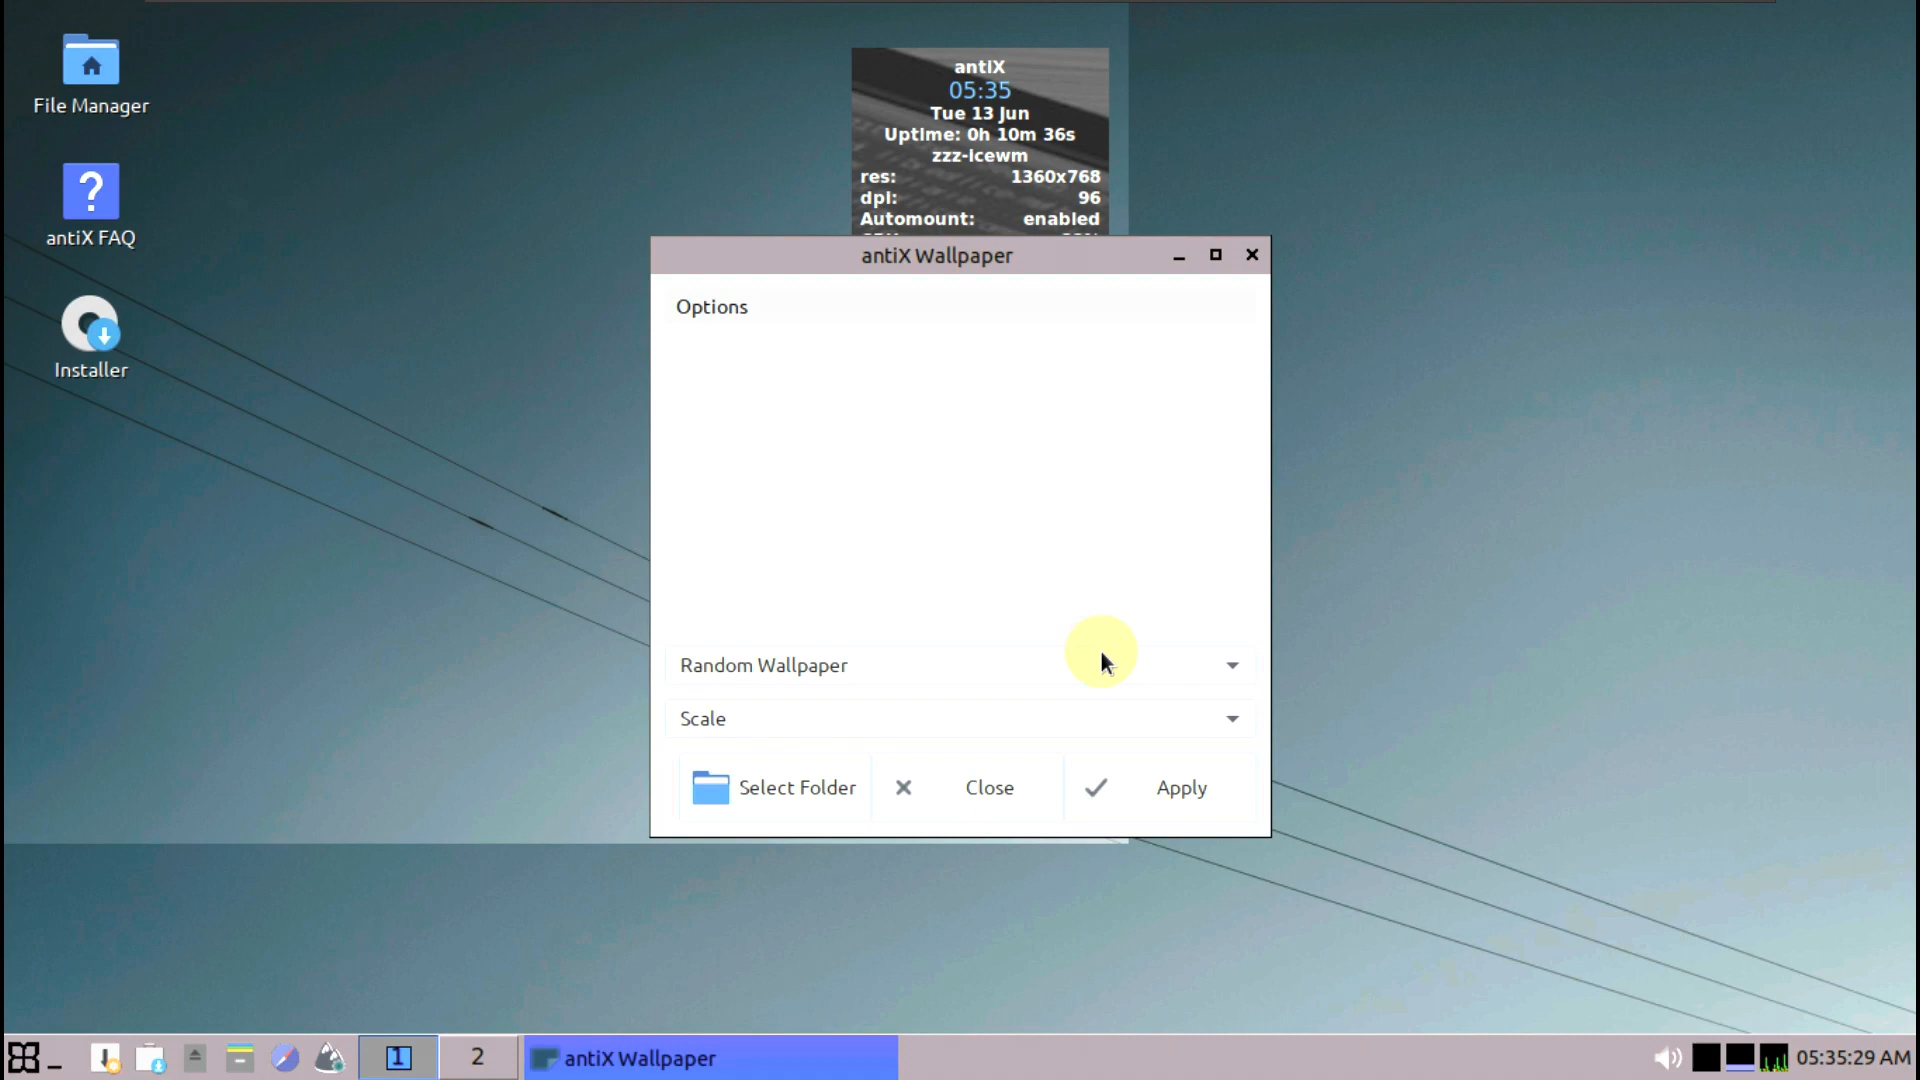 File Manager
antiX FAQ
Installer
antiX
05:35
Tue 13 Jun
Uptime: 0h 10m 36s
zzz-icewm
res: 1360x768
dpi: 96
Automount: enabled
antiX Wallpaper
Options
Random Wallpaper
Scale
Select Folder
Close
Apply
1
2
antiX Wallpaper
05:35:29 AM